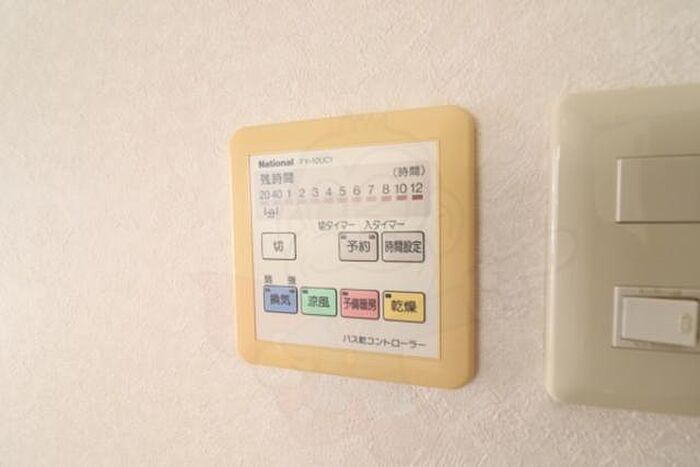 National FY-10UC1
残時間 (時間)
20 40 1 2 3 4 5 6 7 8 10 12
(分)
切タイマー 入タイマー
切 予約 時間設定
間 強
換気 涼風 予備暖房 乾燥
バス乾コントローラー